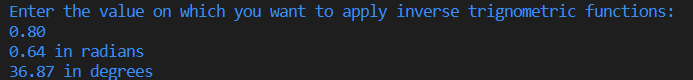 Enter the value on which you want to apply inverse trignometric functions:
0.80
0.64 in radians
36.87 in degrees